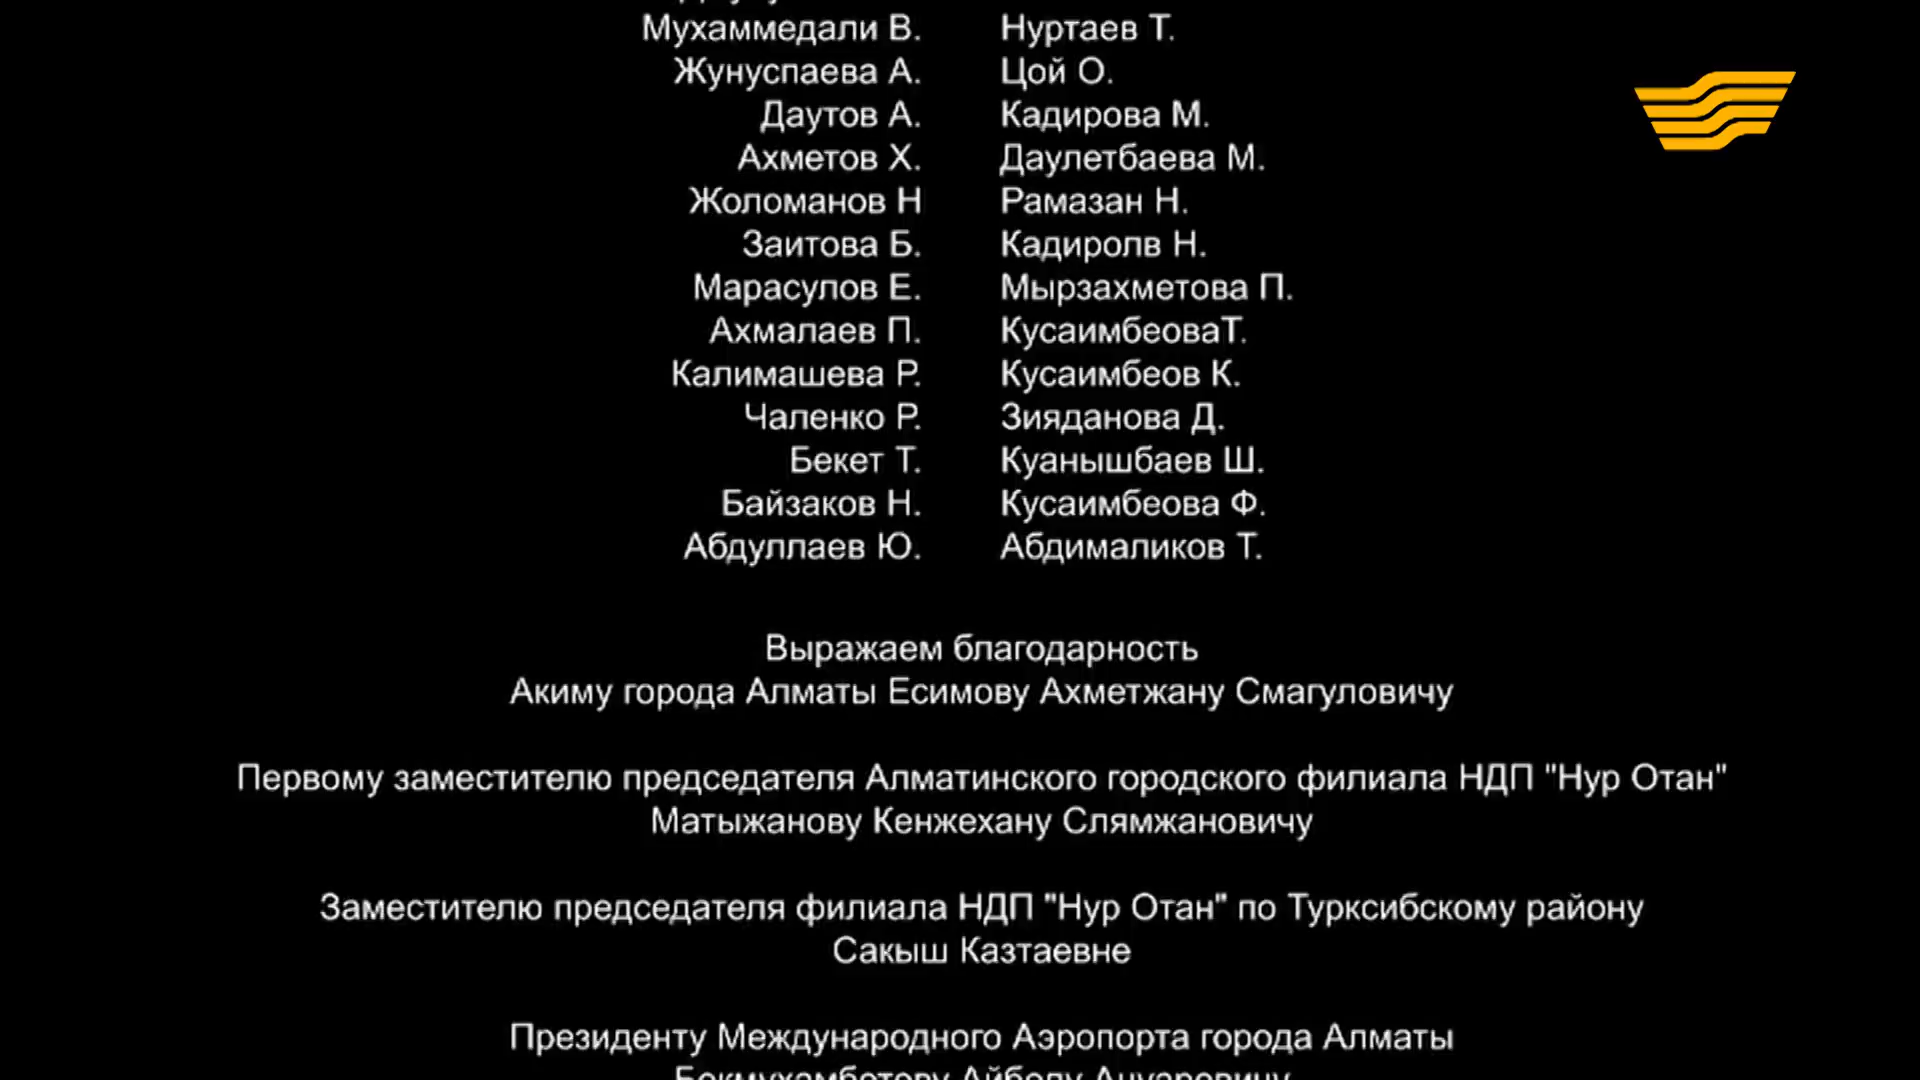 Мухаммедали В. Нуртаев Т.
Жунуспаева А. Цой О.
Даутов А. Кадирова М.
Ахметов Х. Даулетбаева М.
Жоломанов Н Рамазан Н.
Заитова Б. Кадиролв Н.
Марасулов Е. Мырзахметова П.
Ахмалаев П. КусаимбеоваТ.
Калимашева Р. Кусаимбеов К.
Чаленко Р. Зияданова Д.
Бекет Т. Куанышбаев Ш.
Байзаков Н. Кусаимбеова Ф.
Абдуллаев Ю. Абдималиков Т.
Выражаем благодарность
Акиму города Алматы Есимову Ахметжану Смагуловичу
Первому заместителю председателя Алматинского городского филиала НДП "Нур Отан"
Матыжанову Кенжехану Слямжановичу
Заместителю председателя филиала НДП "Нур Отан" по Турксибскому району
Сакыш Казтаевне
Президенту Международного Аэропорта города Алматы
Бекмухамбетову Айболу Ануаровичу